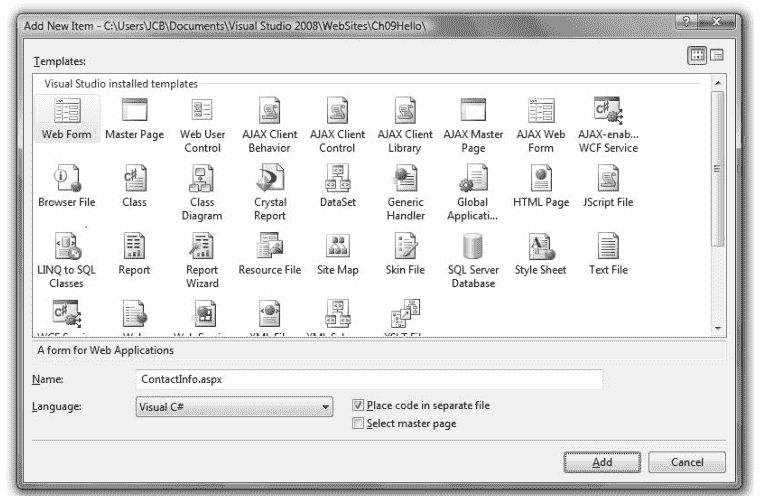 Add New Item - C:\Users\JCB\Documents\Visual Studio 2008\WebSites\Ch09Hello\
Templates:
Visual Studio installed templates
Web Form
Master Page
Web User
Control
AJAX Client
Behavior
AJAX Client
Control
AJAX Client
Library
AJAX Master
Page
AJAX Web
Form
AJAX-enab...
WCF Service
Browser File
Class
Class
Diagram
Crystal
Report
DataSet
Generic
Handler
Global
Applicati...
HTML Page
JScript File
LINQ to SQL
Classes
Report
Report
Wizard
Resource File
Site Map
Skin File
SQL Server
Database
Style Sheet
Text File
A form for Web Applications
Name:
ContactInfo.aspx
Language:
Visual C#
Place code in separate file
Select master page
Add
Cancel